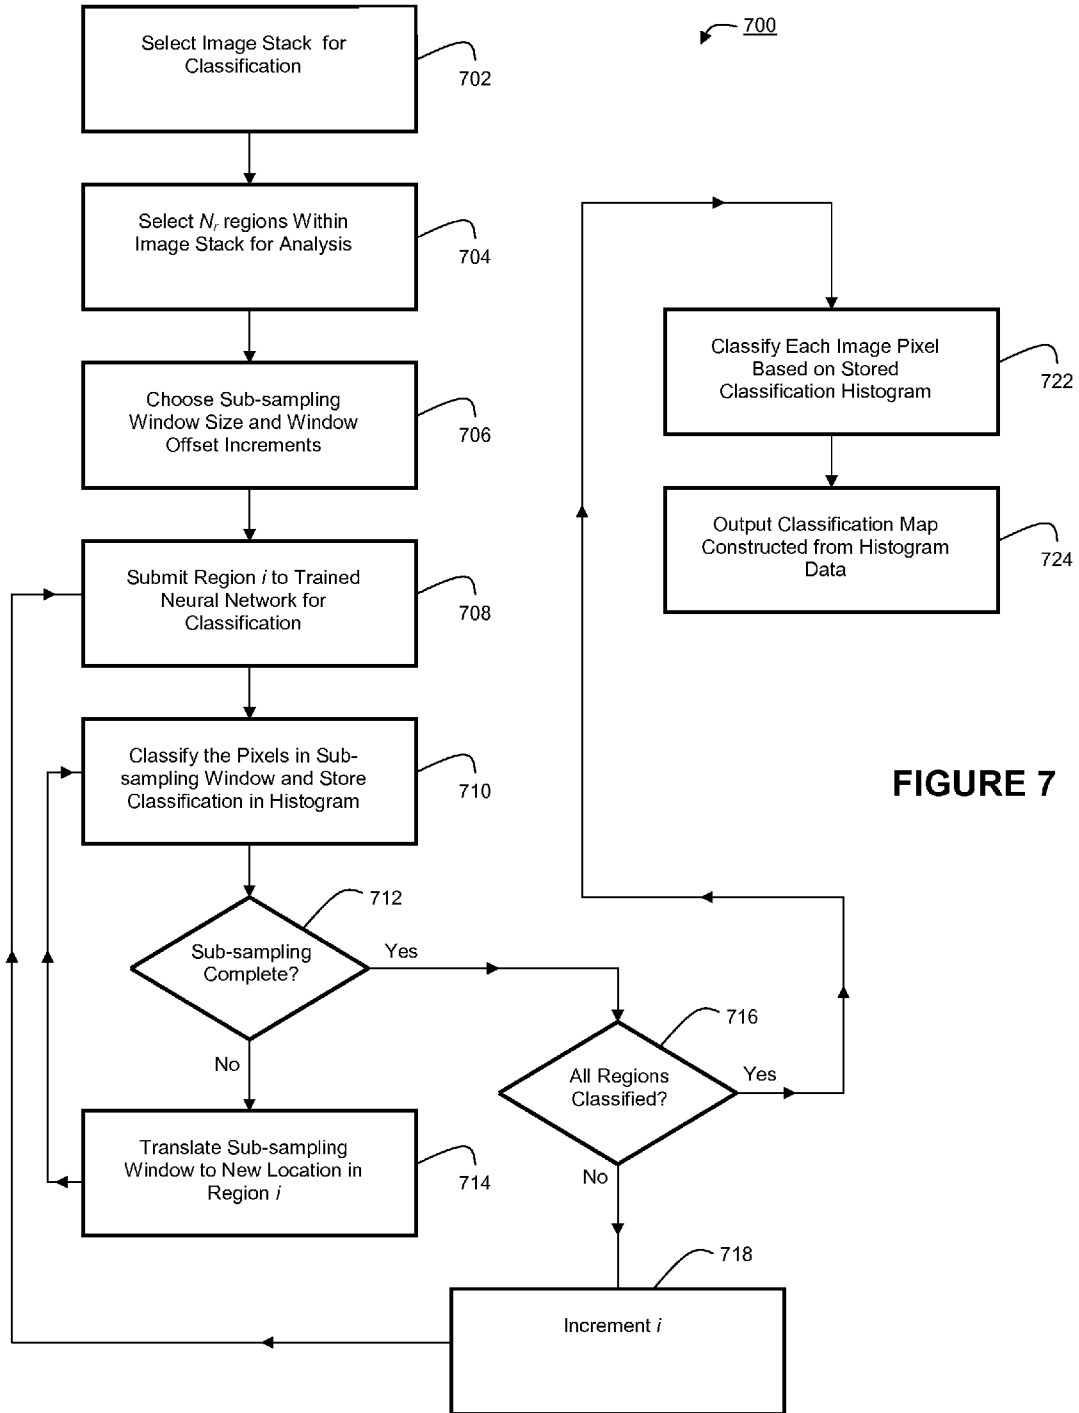 700
Select Image Stack for
Classification
702
Select Nr regions Within
Image Stack for Analysis
704
Choose Sub-sampling
Window Size and Window
Offset Increments
706
Submit Region i to Trained
Neural Network for
Classification
708
Classify the Pixels in Sub-
sampling Window and Store
Classification in Histogram
710
Sub-sampling
Complete?
712
Yes
No
Translate Sub-sampling
Window to New Location in
Region i
714
All Regions
Classified?
716
Yes
No
Increment i
718
Classify Each Image Pixel
Based on Stored
Classification Histogram
722
Output Classification Map
Constructed from Histogram
Data
724
FIGURE 7